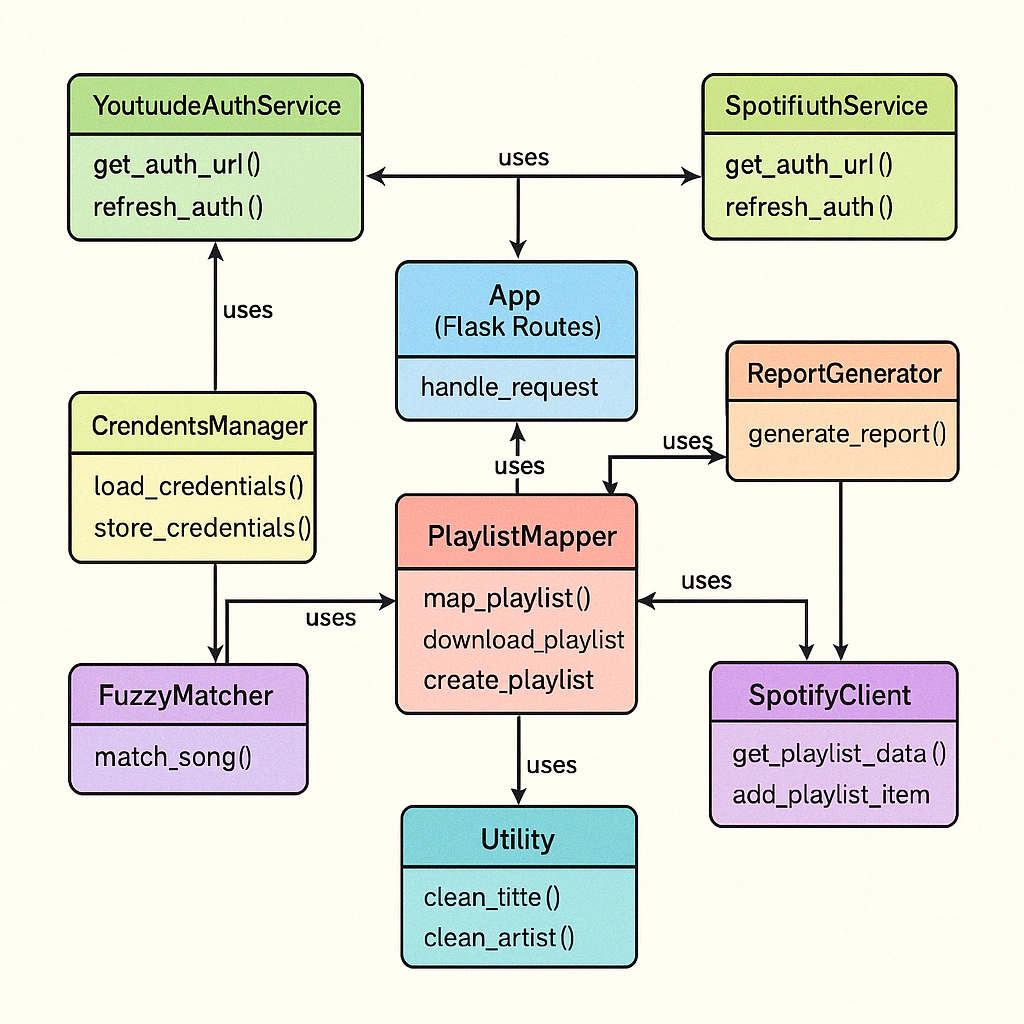 YoutuudeAuthService
get_auth_url()
refresh_auth()
uses
SpotifiuthService
get_auth_url()
refresh_auth()
uses
App
(Flask Routes)
handle_request
ReportGenerator
generate_report()
CrendentsManager
load_credentials()
store_credentials()
uses
uses
PlaylistMapper
map_playlist()
download_playlist
create_playlist
uses
uses
FuzzyMatcher
match_song()
SpotifyClient
get_playlist_data()
add_playlist_item
uses
Utility
clean_titte()
clean_artist()